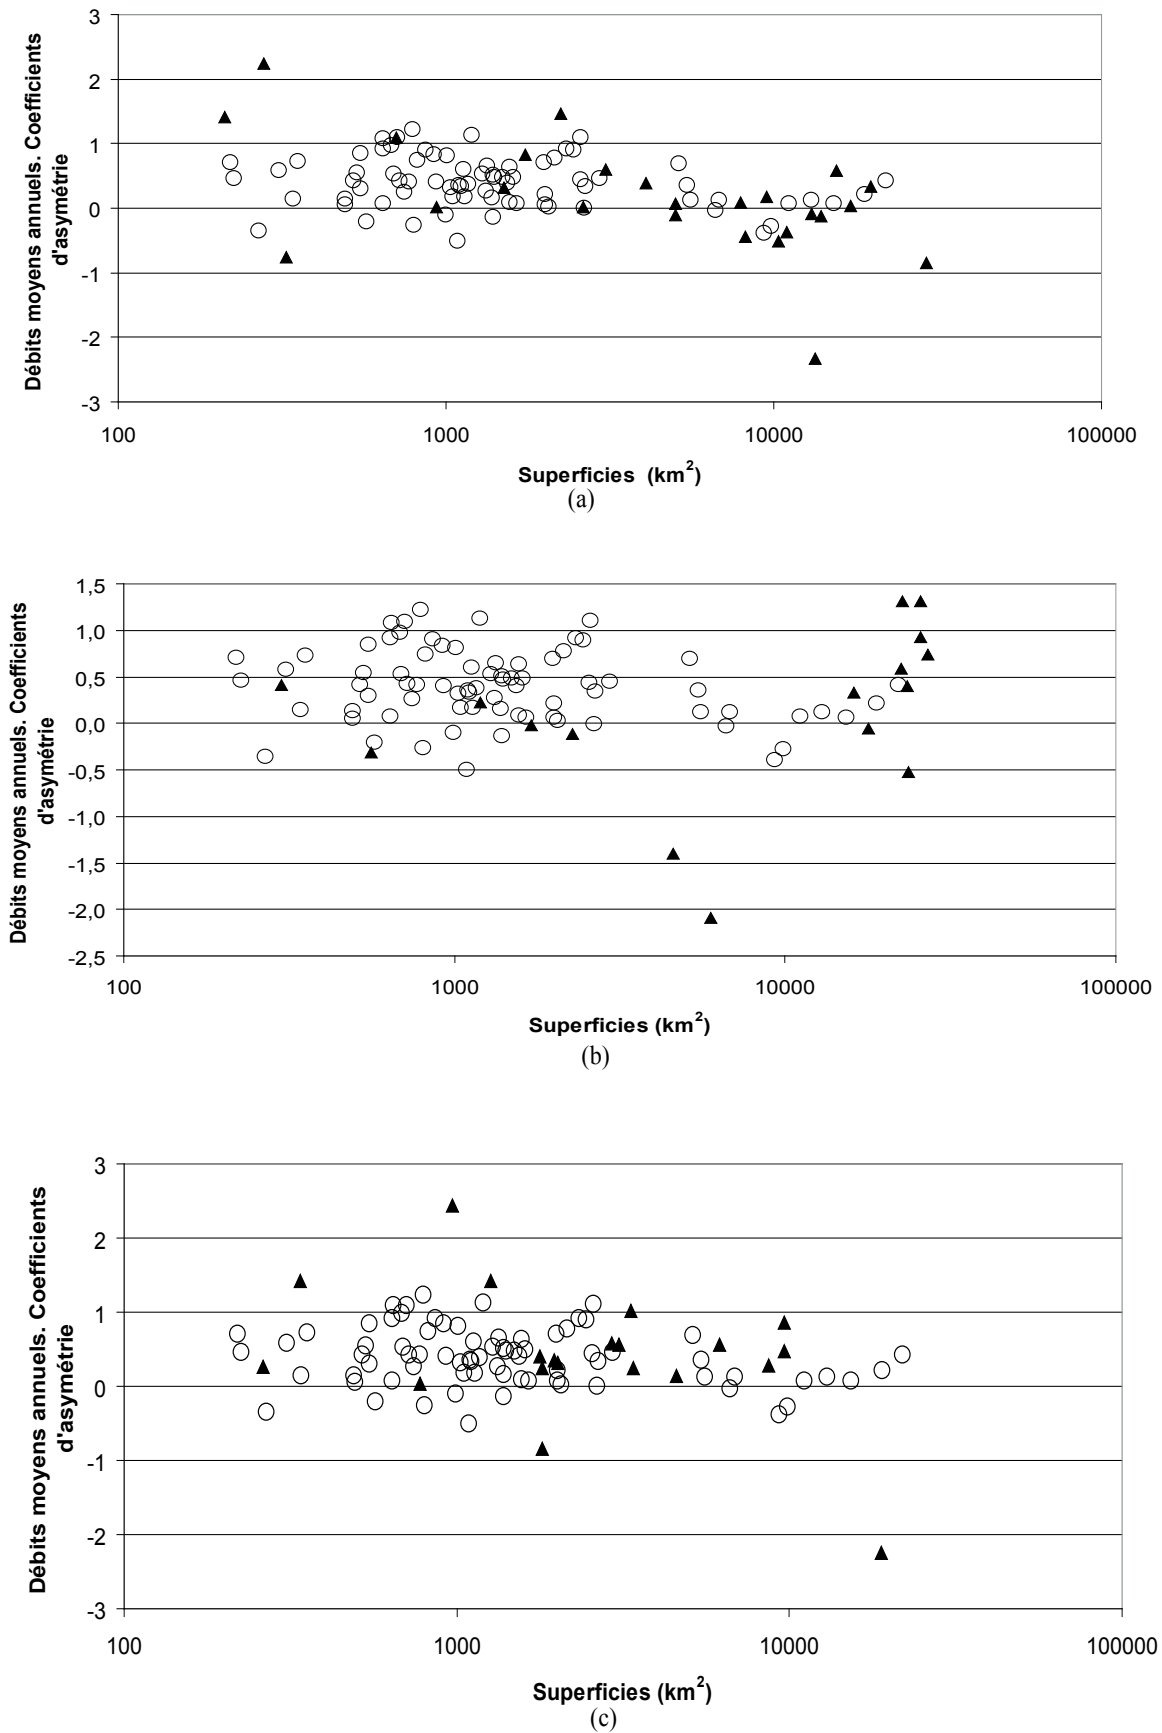 Débits moyens annuels. Coefficients
d'asymétrie
3
2
1
0
-1
-2
-3
100
1000
10000
100000
Superficies (km²)
(a)
Débits moyens annuels. Coefficients
d'asymétrie
1,5
1,0
0,5
0,0
-0,5
-1,0
-1,5
-2,0
-2,5
100
1000
10000
100000
Superficies (km²)
(b)
Débits moyens annuels. Coefficients
d'asymétrie
3
2
1
0
-1
-2
-3
100
1000
10000
100000
Superficies (km²)
(c)